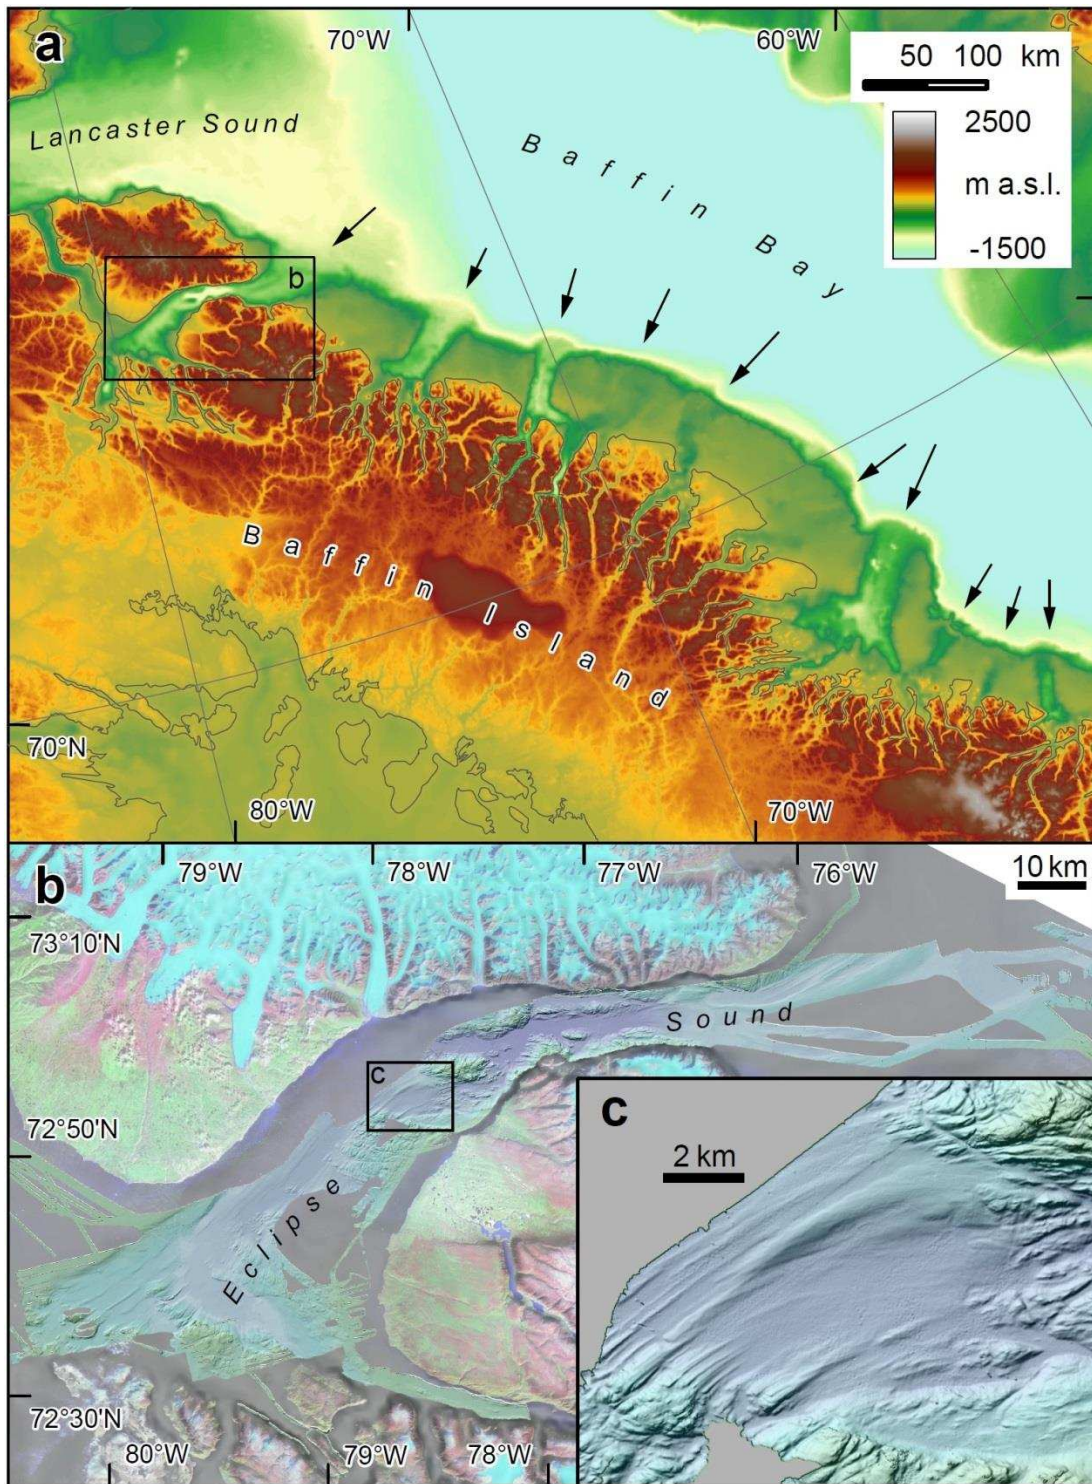 a
70°W
60°W
50 100 km
2500
m a.s.l.
-1500
Lancaster Sound
Baffin Bay
b
Baffin Island
70°N
80°W
70°W
b
79°W
78°W
77°W
76°W
10 km
73°10'N
Sound
c
72°50'N
c
2 km
Eclipse
72°30'N
80°W
79°W
78°W